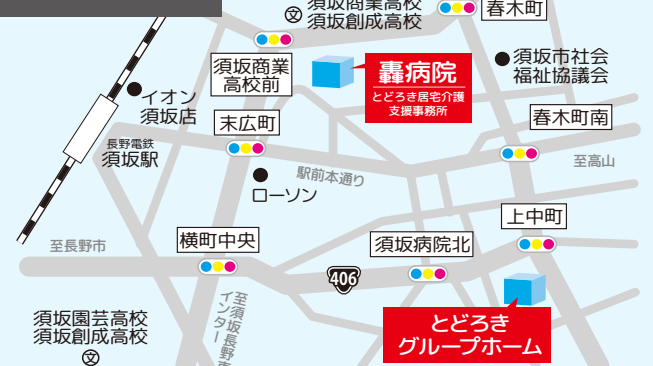 須坂商業高校
須坂創成高校
春木町
文
須坂商業
高校前
轟病院
とどろき居宅介護
支援事務所
須坂市社会
福祉協議会
イオン
須坂店
末広町
春木町南
長野電鉄
須坂駅
至高山
駅前本通り
ローソン
上中町
横町中央
須坂病院北
至長野市
406
至須坂長野東
インター
須坂園芸高校
須坂創成高校
文
とどろき
グループホーム